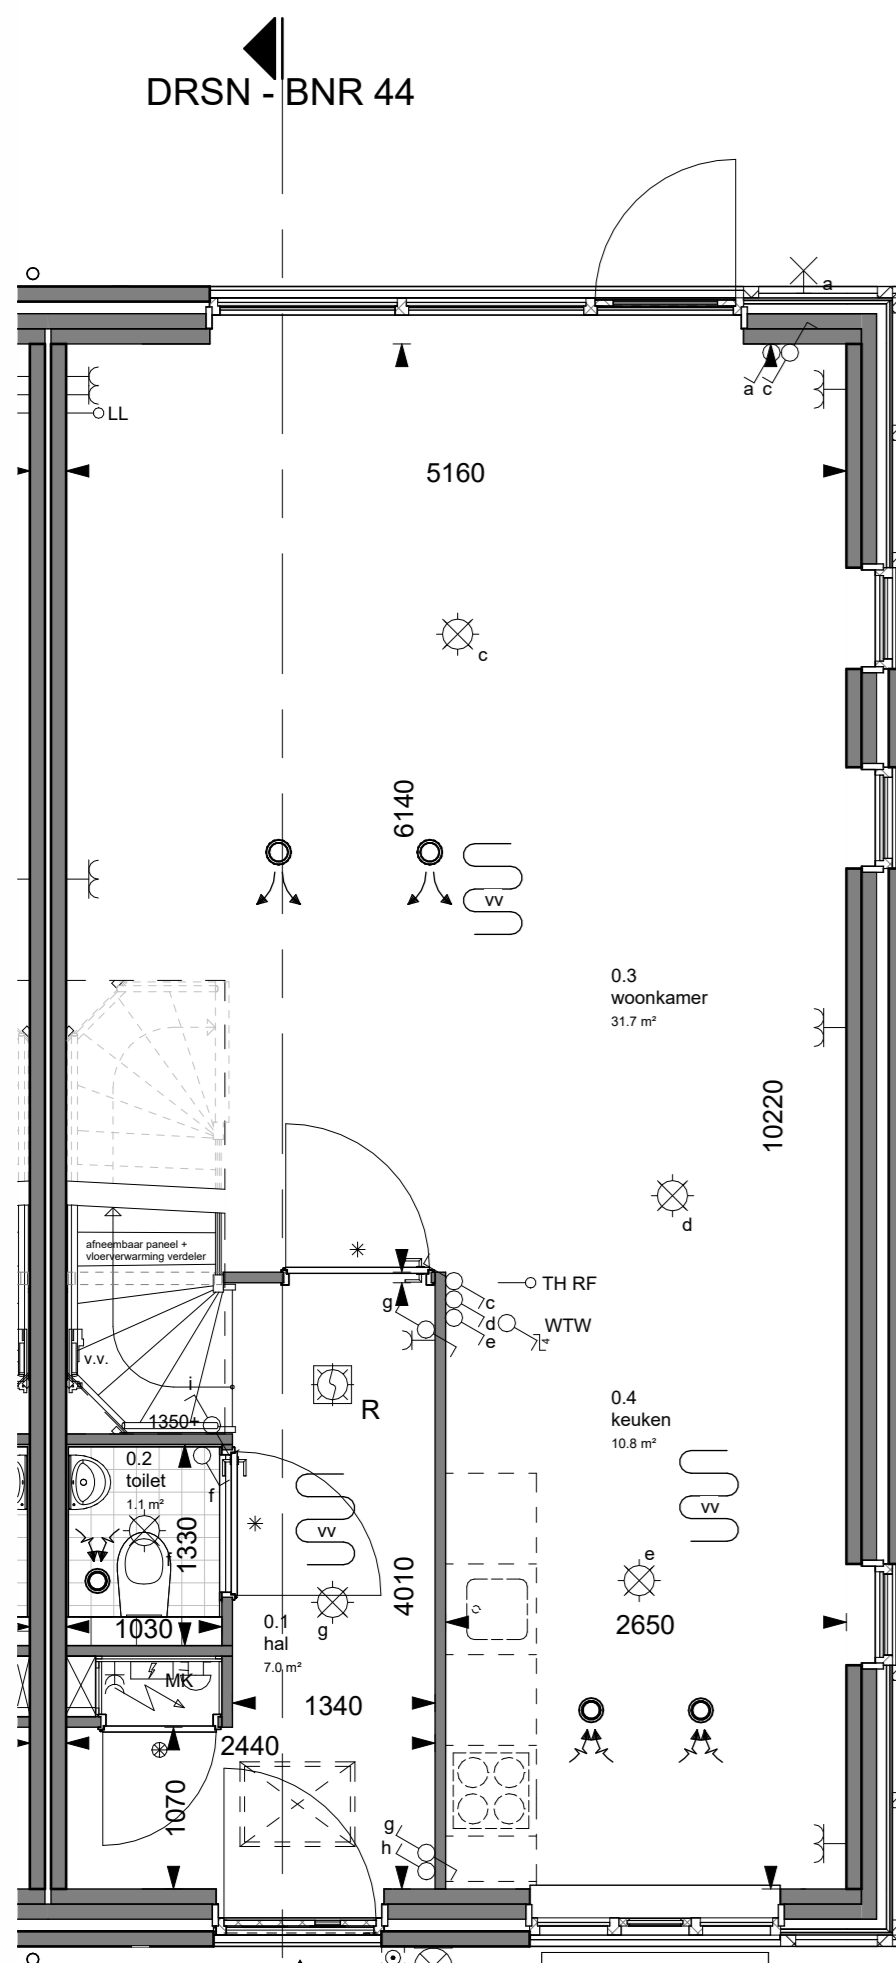 DRSN - BNR 44
a
a c
LL
5160
c
6140
vv
0.3
woonkamer
31.7 m²
10220
d
afneembaar paneel +
vloerverwarming verdeler
TH RF
c
g
d
WTW
e
4
v.v.
i
R
1350+
0.4
keuken
10.8 m²
0.2
toilet
1.1 m²
f
vv
vv
1330
f
e
4010
1030
0.1
hal
7.0 m²
g
2650
MK
1340
2440
1070
g
h